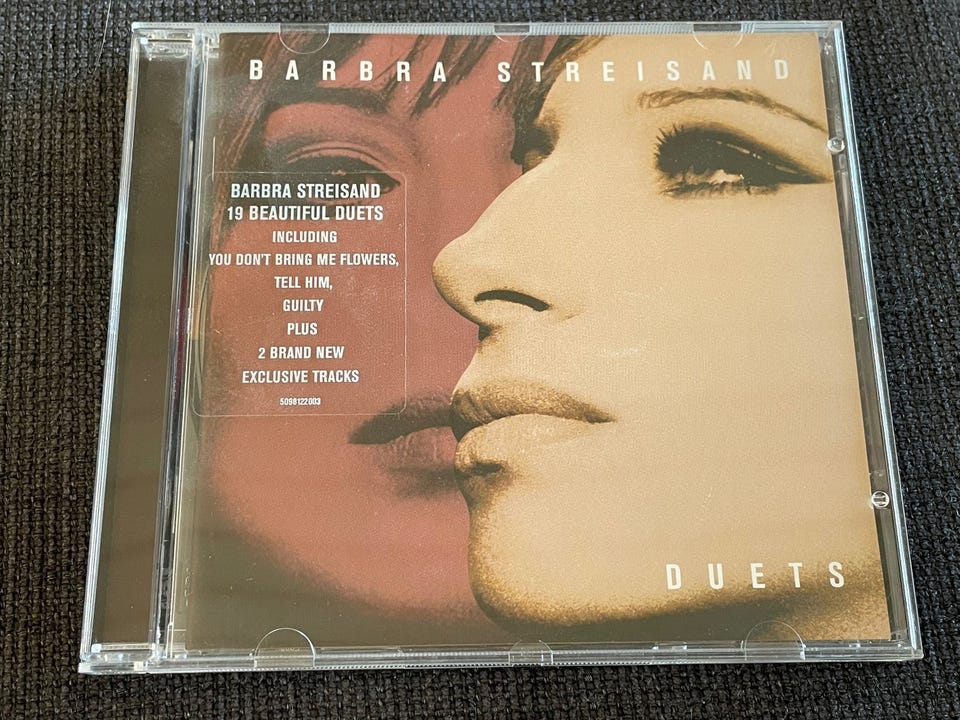 BARBRA STREISAND
BARBRA STREISAND
19 BEAUTIFUL DUETS
INCLUDING
YOU DON'T BRING ME FLOWERS,
TELL HIM,
GUILTY
PLUS
2 BRAND NEW
EXCLUSIVE TRACKS
5098122003
DUETS